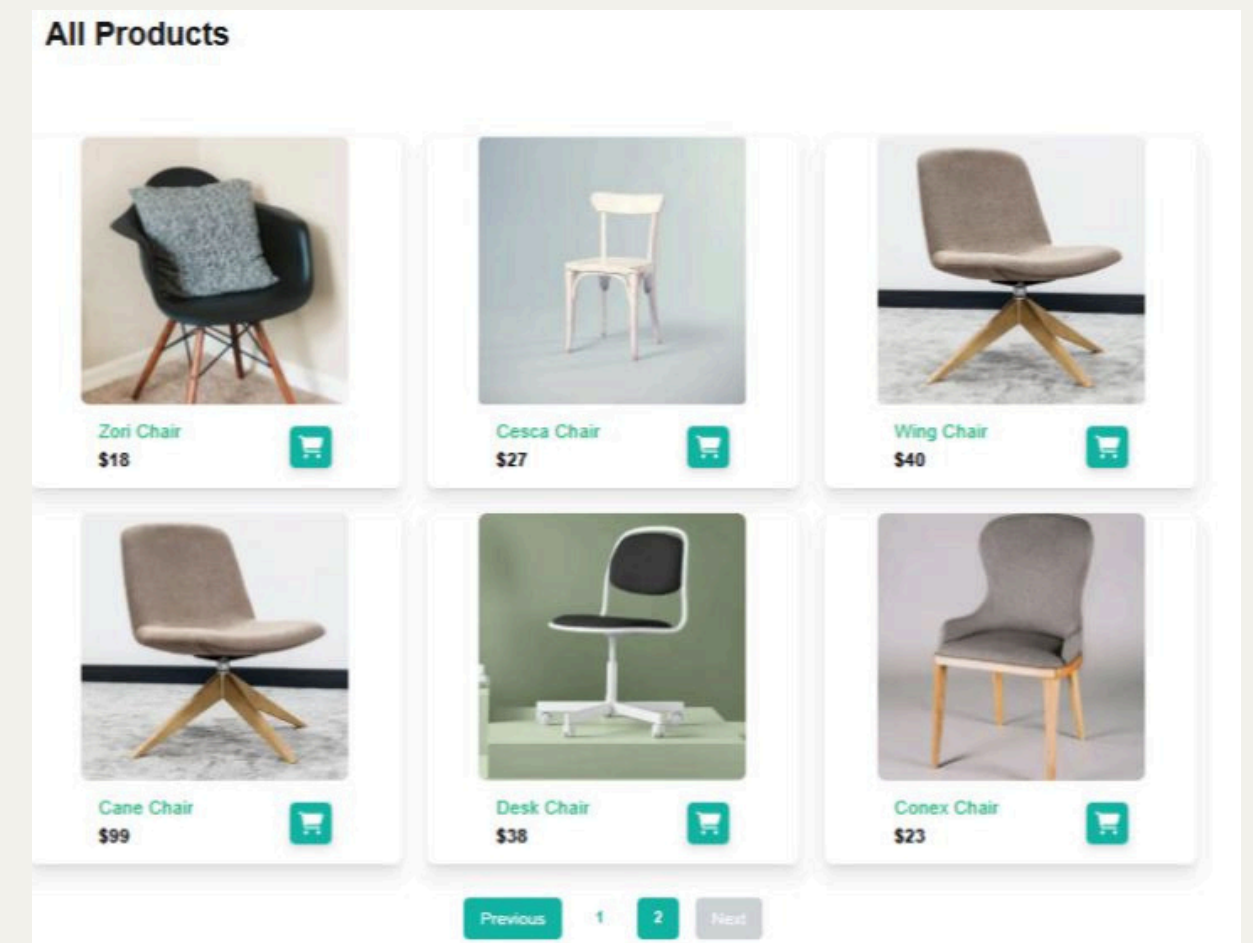 All Products
Zori Chair
$18
Cesca Chair
$27
Wing Chair
$40
Cane Chair
$99
Desk Chair
$38
Conex Chair
$23
Previous 1 2 Next